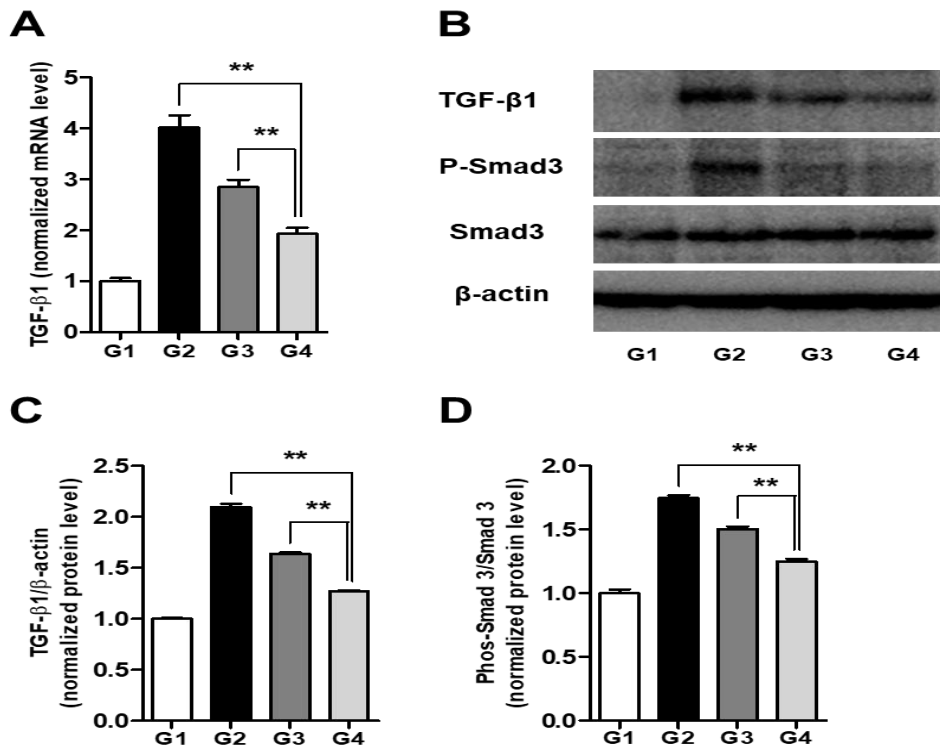 A
TGF-β1 (normalized mRNA level)
5
4
3
2
1
0
**
**
G1 G2 G3 G4
B
TGF-β1
P-Smad3
Smad3
β-actin
G1 G2 G3 G4
C
TGF-β1/β-actin
(normalized protein level)
2.5
2.0
1.5
1.0
0.5
0.0
**
**
G1 G2 G3 G4
D
Phos-Smad 3/Smad 3
(normalized protein level)
2.0
1.5
1.0
0.5
0.0
**
**
G1 G2 G3 G4